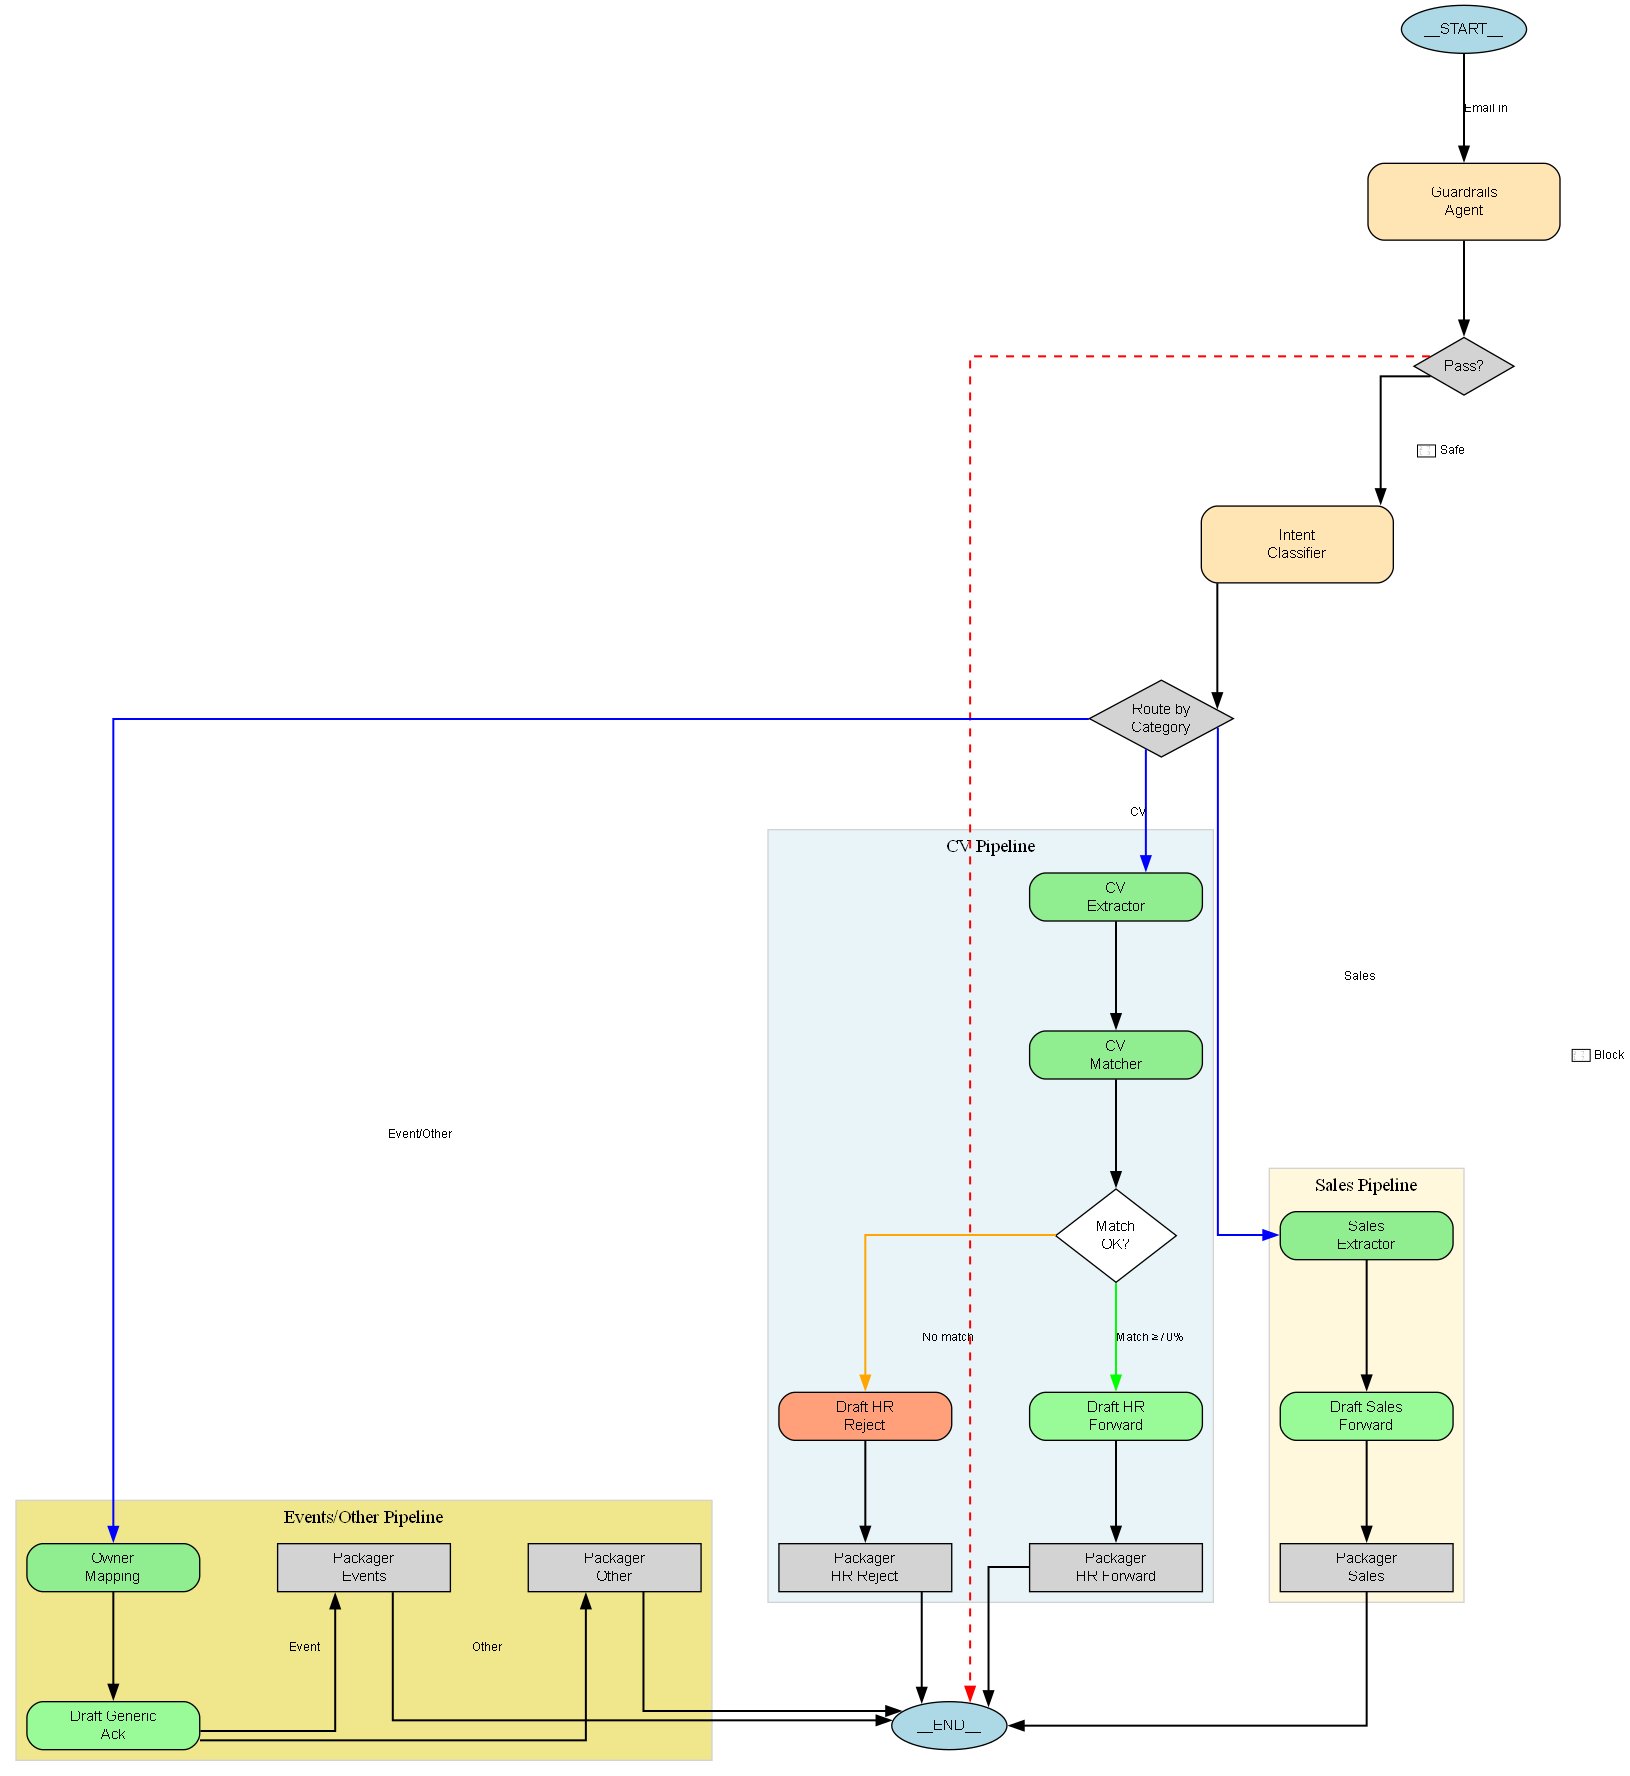 __START__
Email in
Guardrails
Agent
Pass?
Safe
Intent
Classifier
Route by
Category
CV
CV Pipeline
CV
Extractor
Sales
CV
Matcher
Block
Event/Other
Sales Pipeline
Match
OK?
Sales
Extractor
No match
Match ≥70%
Draft HR
Reject
Draft HR
Forward
Draft Sales
Forward
Events/Other Pipeline
Owner
Mapping
Packager
Events
Packager
Other
Packager
HR Reject
Packager
HR Forward
Packager
Sales
Event
Other
Draft Generic
Ack
__END__